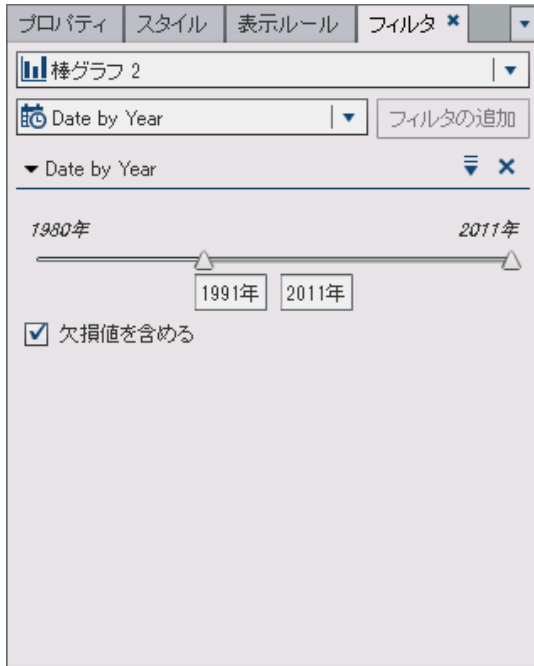 プロパティ スタイル 表示ルール フィルタ
棒グラフ 2
Date by Year フィルタの追加
Date by Year
1980年 2011年
1991年 2011年
欠損値を含める